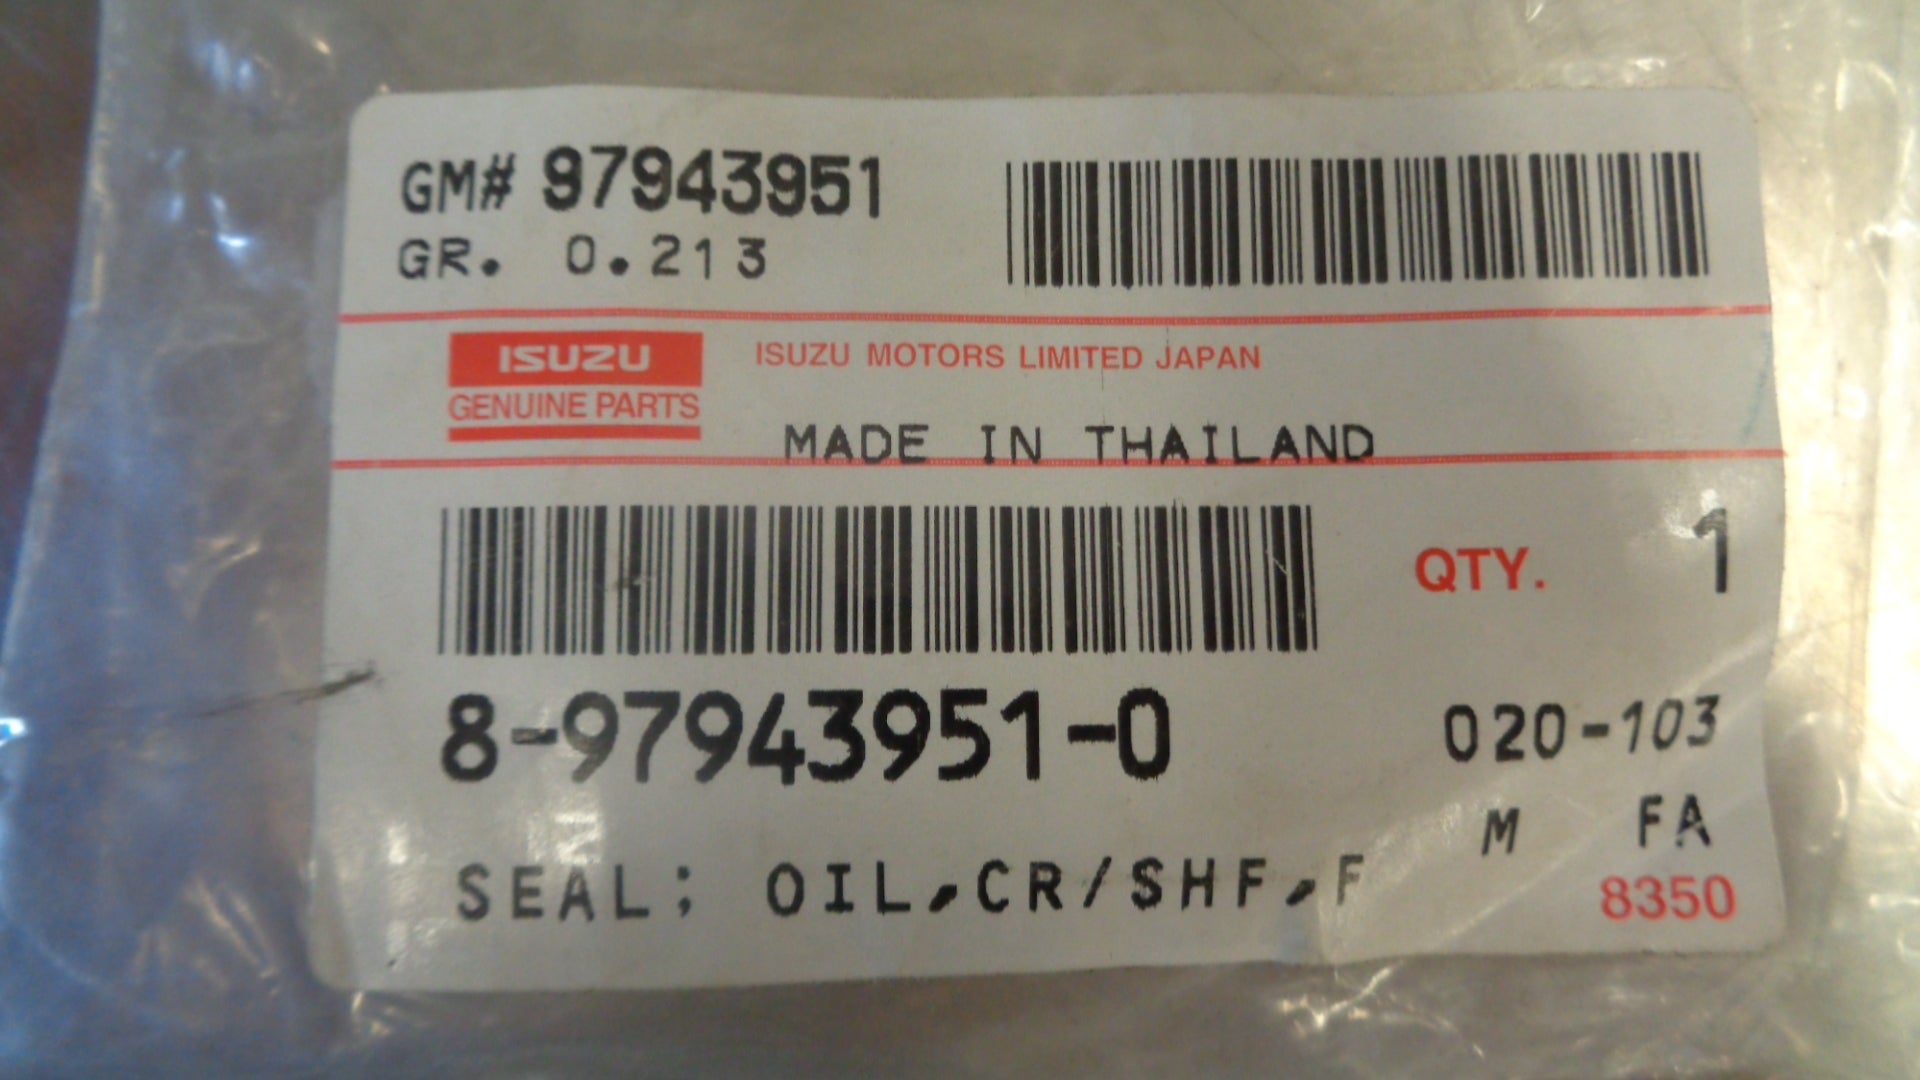 GM# 97943951
GR. 0.213
ISUZU
GENUINE PARTS
ISUZU MOTORS LIMITED JAPAN
MADE IN THAILAND
QTY. 1
8-97943951-0
020-103
M FA
SEAL; OIL,CR/SHF,F
8350